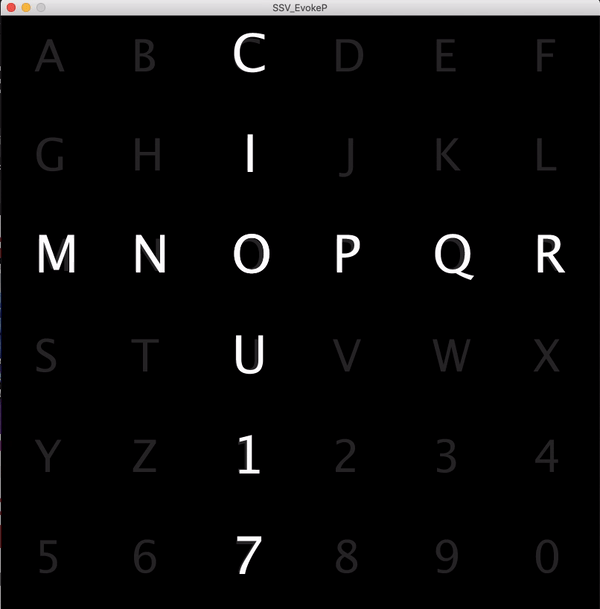 SSV_EvokeP
A B C D E F
G H I J K L
M N O P Q R
S T U V W X
Y Z 1 2 3 4
5 6 7 8 9 0